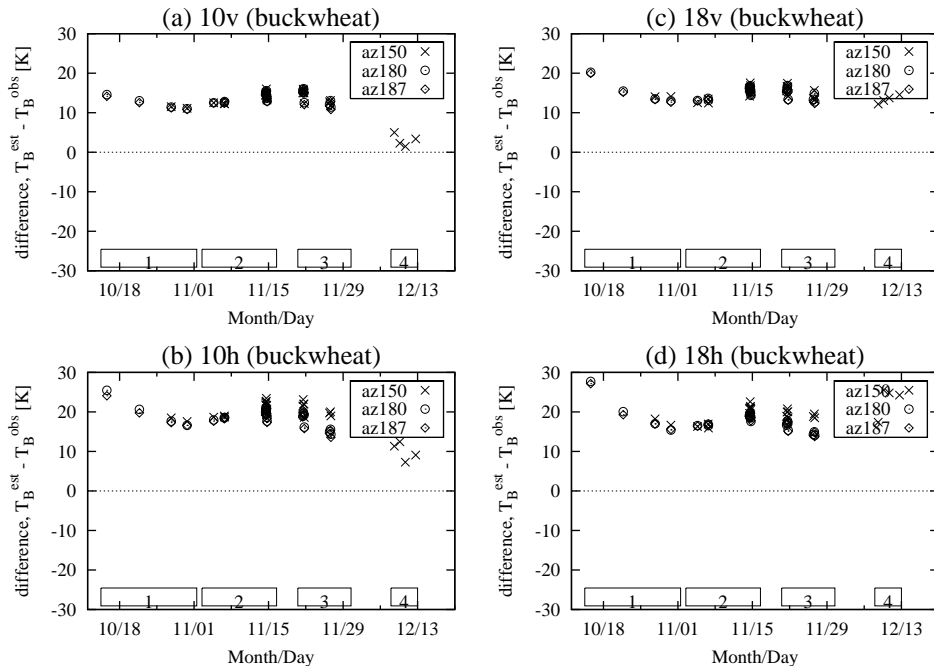 (a) 10v (buckwheat)
difference, T_B^est - T_B^obs [K]
30
20
10
0
-10
-20
-30
az150
az180
az187
1 2 3 4
10/18 11/01 11/15 11/29 12/13
Month/Day
(c) 18v (buckwheat)
difference, T_B^est - T_B^obs [K]
30
20
10
0
-10
-20
-30
az150
az180
az187
1 2 3 4
10/18 11/01 11/15 11/29 12/13
Month/Day
(b) 10h (buckwheat)
difference, T_B^est - T_B^obs [K]
30
20
10
0
-10
-20
-30
az150
az180
az187
1 2 3 4
10/18 11/01 11/15 11/29 12/13
Month/Day
(d) 18h (buckwheat)
difference, T_B^est - T_B^obs [K]
30
20
10
0
-10
-20
-30
az150
az180
az187
1 2 3 4
10/18 11/01 11/15 11/29 12/13
Month/Day